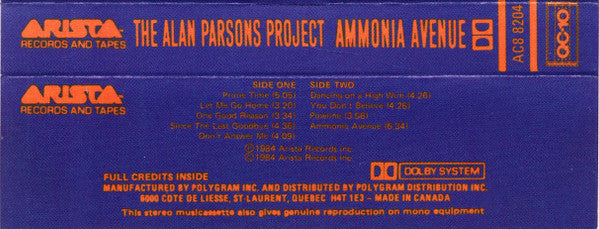 ARISTA
RECORDS AND TAPES
THE ALAN PARSONS PROJECT AMMONIA AVENUE
AC8 8204
QC-10
ARISTA
RECORDS AND TAPES
SIDE ONE
Prime Time (5.05)
Let Me Go Home (3.20)
One Good Reason (3.34)
Since The Last Goodbye (4.36)
Don't Answer Me (4.09)
SIDE TWO
Dancing on a High Wire (4.26)
You Don't Believe (4.26)
Pipeline (3.56)
Ammonia Avenue (6.34)
Ⓟ1984 Arista Records Inc.
©1984 Arista Records Inc.
FULL CREDITS INSIDE
DOLBY SYSTEM
MANUFACTURED BY POLYGRAM INC. AND DISTRIBUTED BY POLYGRAM DISTRIBUTION INC.
6000 COTE DE LIESSE, ST-LAURENT, QUEBEC H4T 1E3 – MADE IN CANADA
This stereo musicassette also gives genuine reproduction on mono equipment